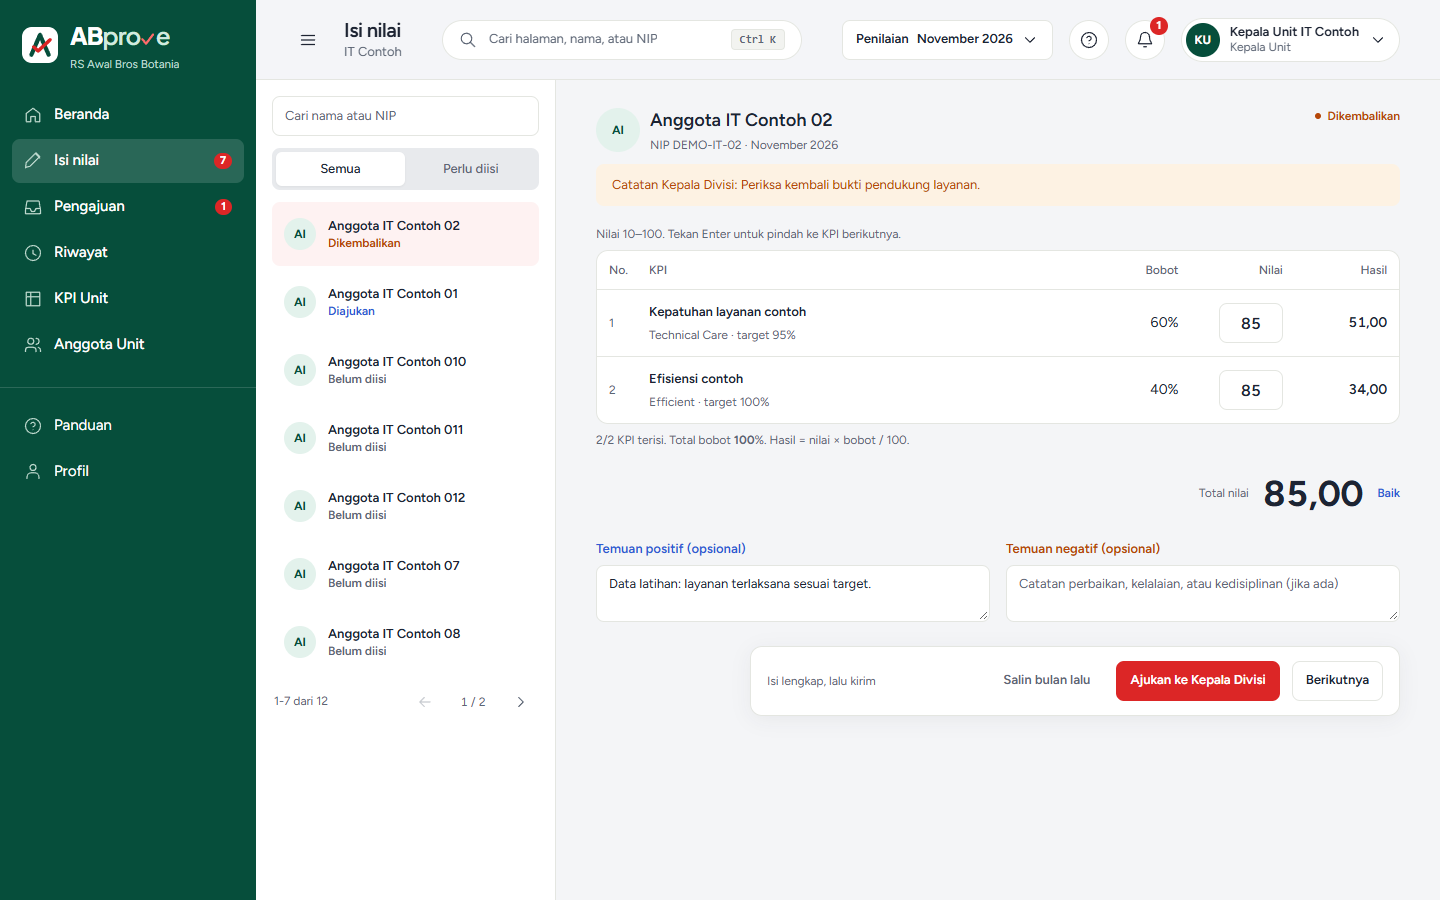 ABprove
RS Awal Bros Botania
Beranda
Isi nilai
7
Pengajuan
1
Riwayat
KPI Unit
Anggota Unit
Panduan
Profil
Isi nilai
IT Contoh
Cari halaman, nama, atau NIP
Ctrl K
Penilaian November 2026
1
KU
Kepala Unit IT Contoh
Kepala Unit
Cari nama atau NIP
Semua
Perlu diisi
AI
Anggota IT Contoh 02
Dikembalikan
AI
Anggota IT Contoh 01
Diajukan
AI
Anggota IT Contoh 010
Belum diisi
AI
Anggota IT Contoh 011
Belum diisi
AI
Anggota IT Contoh 012
Belum diisi
AI
Anggota IT Contoh 07
Belum diisi
AI
Anggota IT Contoh 08
Belum diisi
1-7 dari 12
1 / 2
AI
Anggota IT Contoh 02
NIP DEMO-IT-02 · November 2026
Dikembalikan
Catatan Kepala Divisi: Periksa kembali bukti pendukung layanan.
Nilai 10–100. Tekan Enter untuk pindah ke KPI berikutnya.
No. KPI Bobot Nilai Hasil
1 Kepatuhan layanan contoh 60% 85 51,00
Technical Care · target 95%
2 Efisiensi contoh 40% 85 34,00
Efficient · target 100%
2/2 KPI terisi. Total bobot 100%. Hasil = nilai × bobot / 100.
Total nilai 85,00 Baik
Temuan positif (opsional)
Data latihan: layanan terlaksana sesuai target.
Temuan negatif (opsional)
Catatan perbaikan, kelalaian, atau kedisiplinan (jika ada)
Isi lengkap, lalu kirim
Salin bulan lalu
Ajukan ke Kepala Divisi
Berikutnya